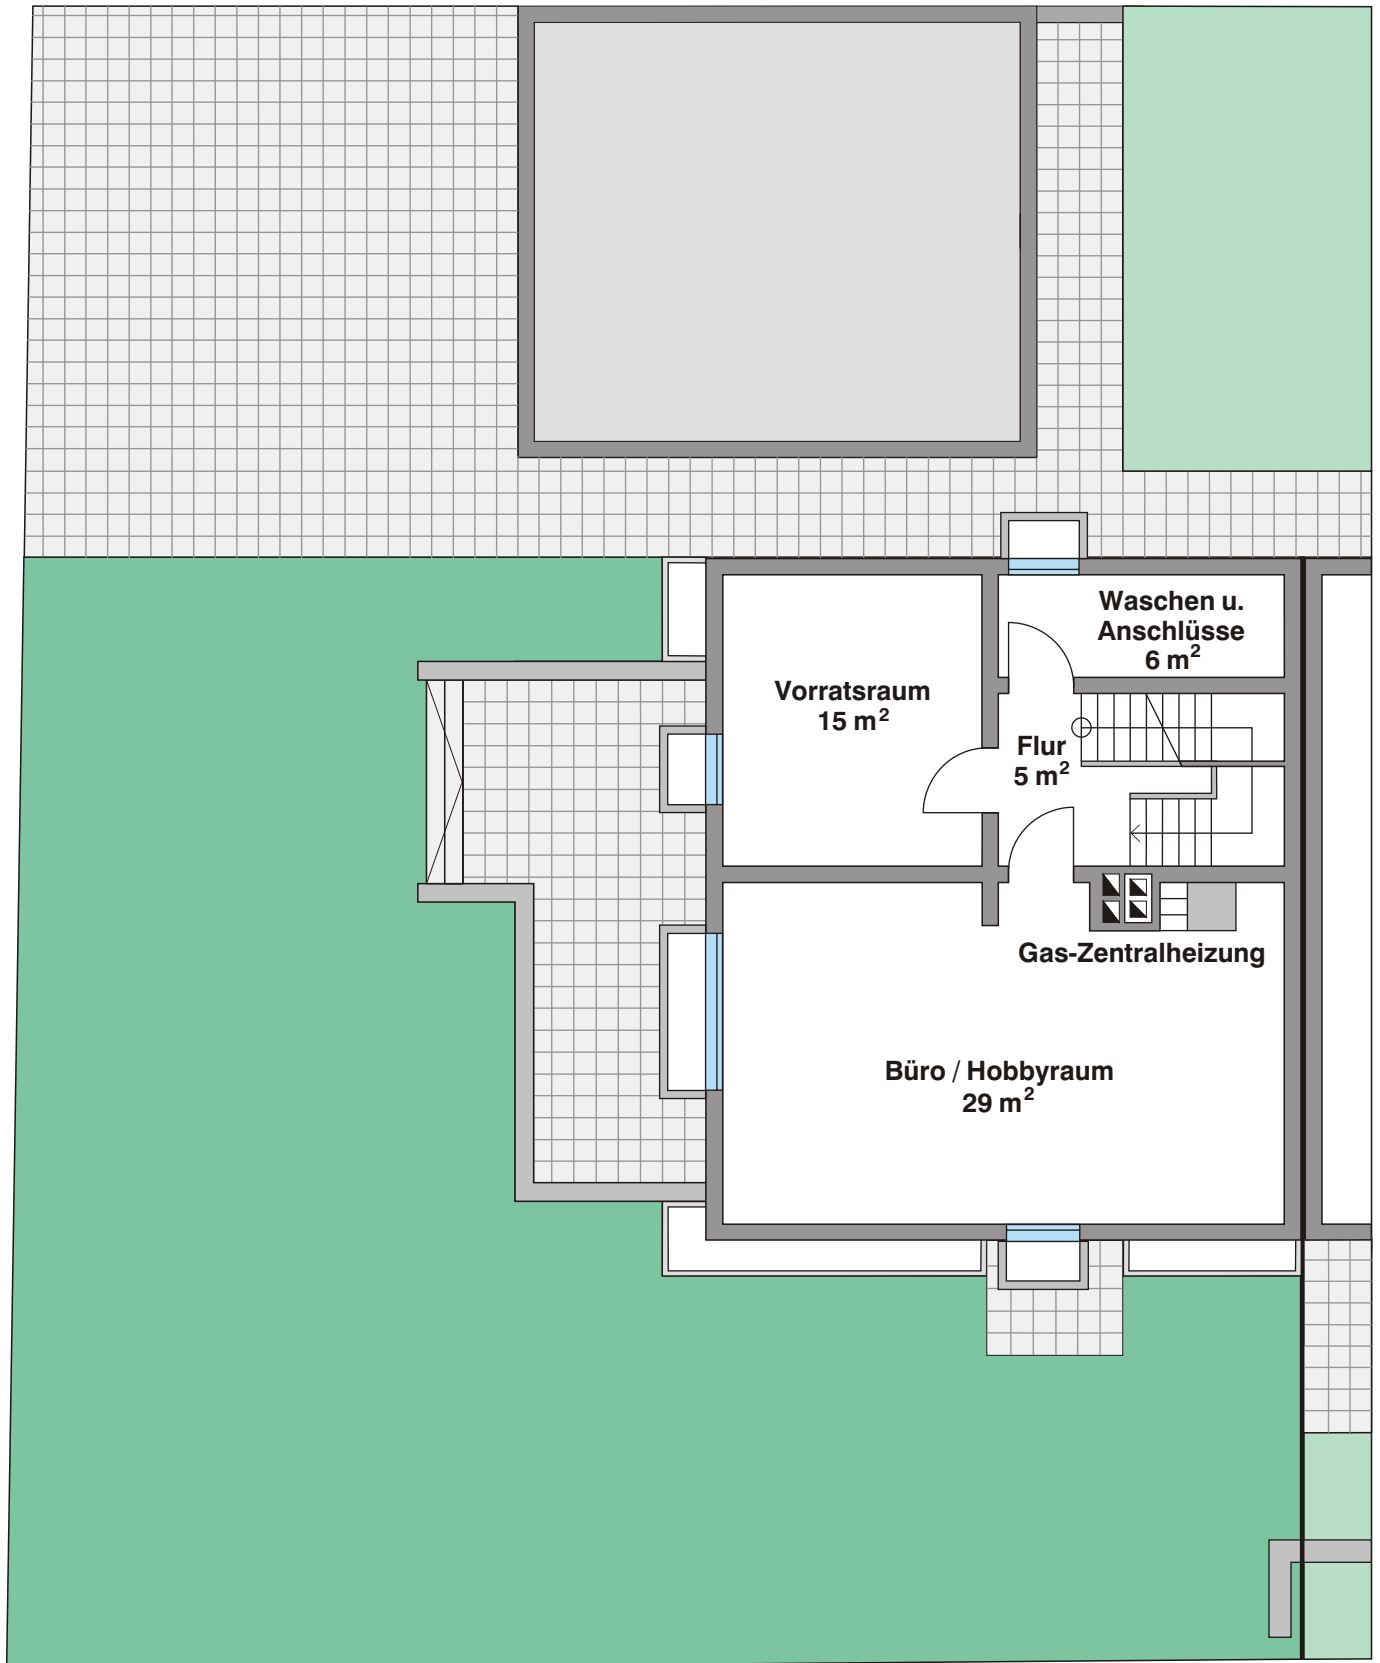 Waschen u.
Anschlüsse
6 m²
Vorratsraum
15 m²
Flur
5 m²
Gas-Zentralheizung
Büro / Hobbyraum
29 m²